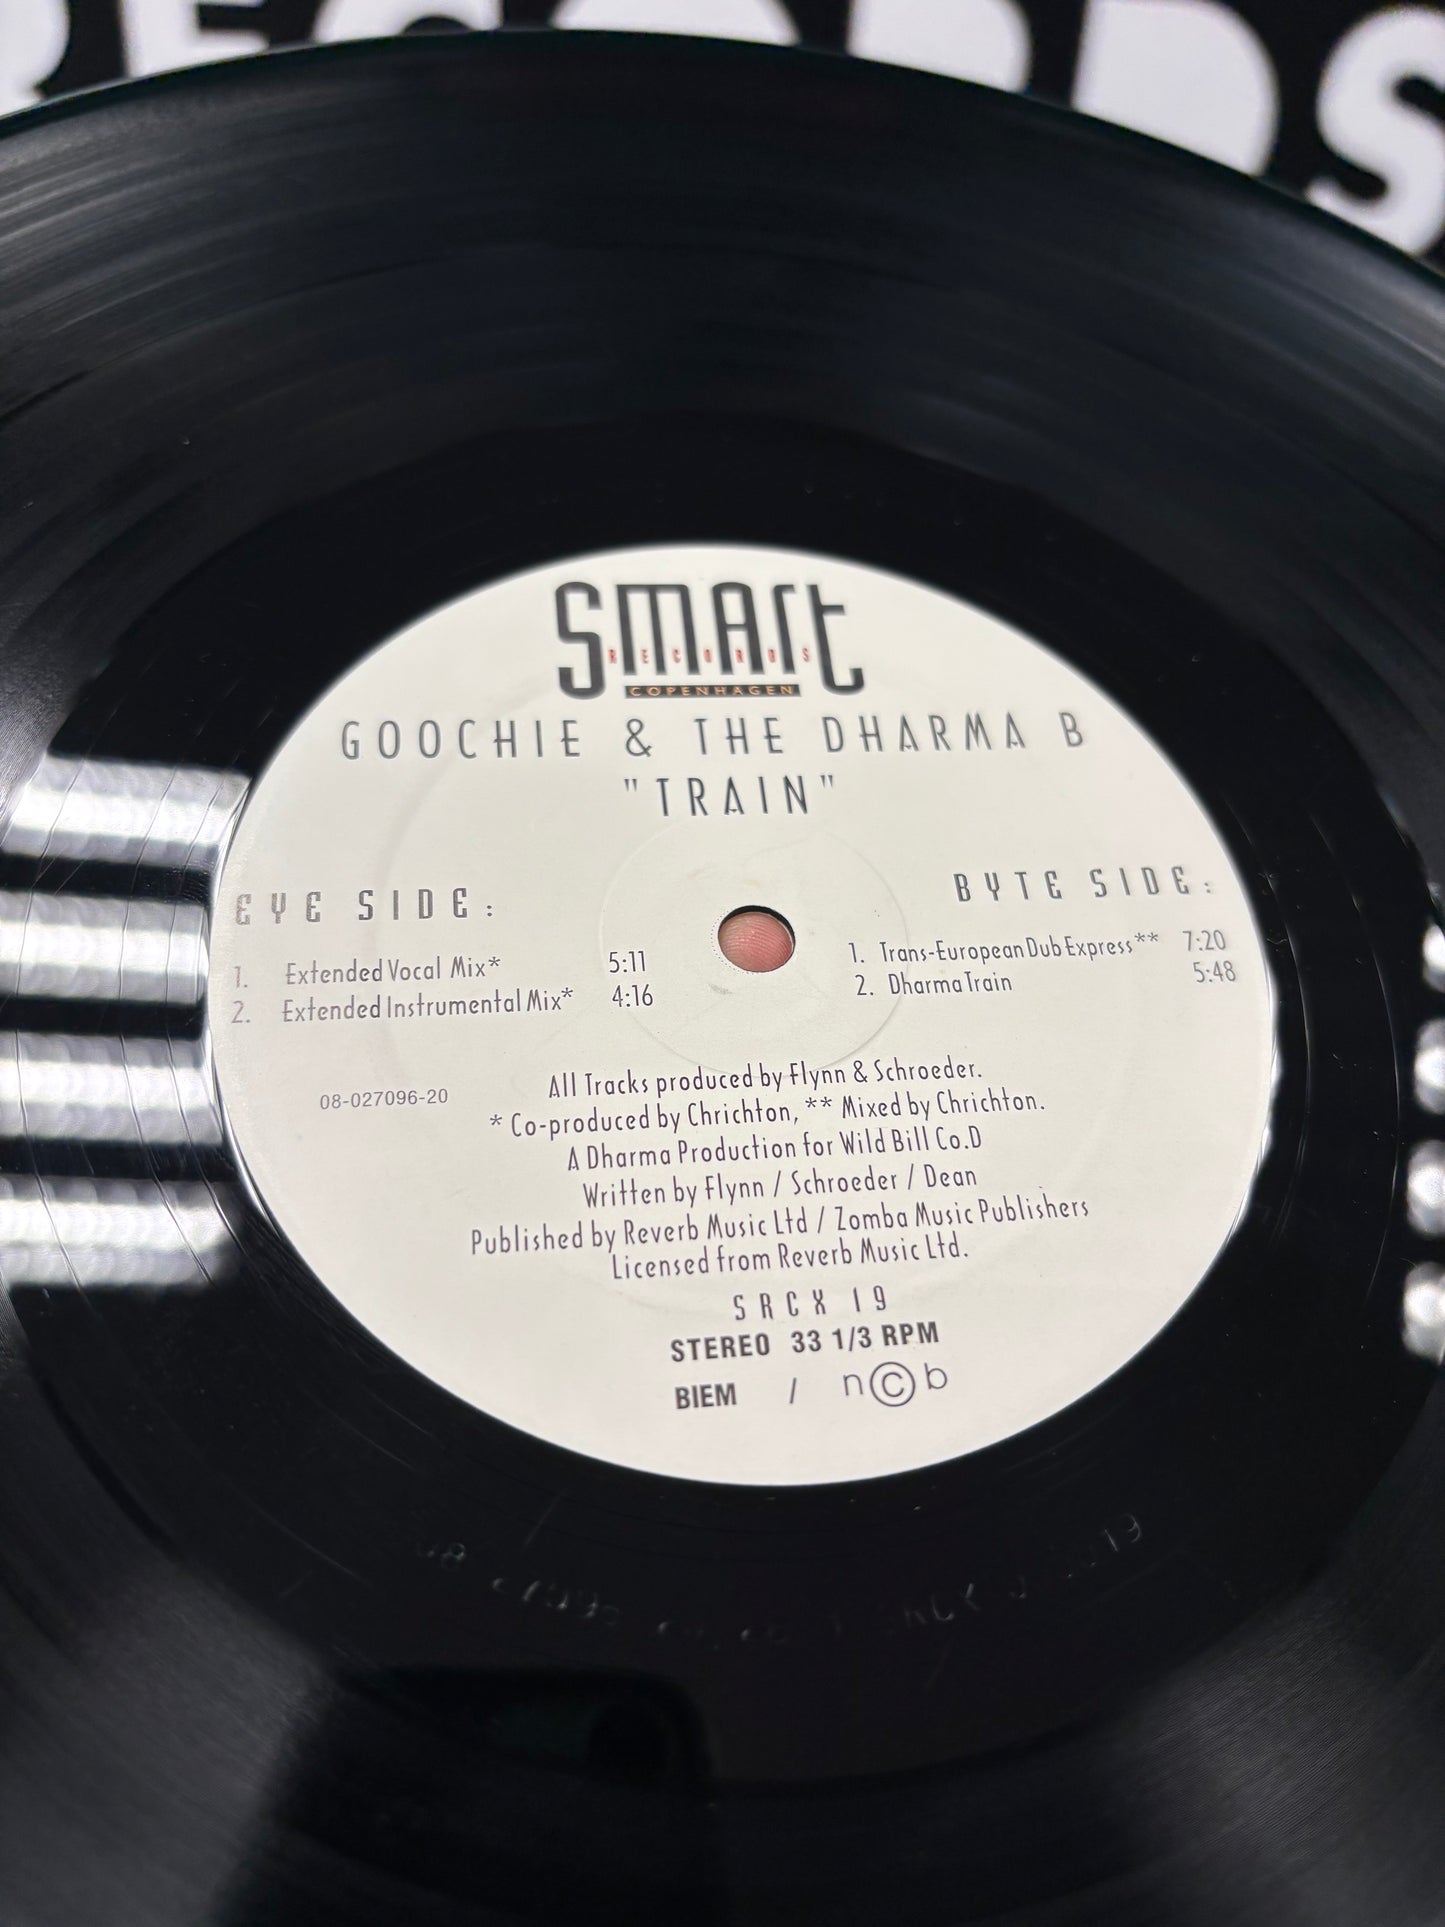 RECORDS
SMART
RECORDS
COPENHAGEN
GOOCHIE & THE DHARMA B
"TRAIN"
EYE SIDE:
1. Extended Vocal Mix* 5:11
2. Extended Instrumental Mix* 4:16
BYTE SIDE:
1. Trans-European Dub Express** 7:20
2. Dharma Train 5:48
08-027096-20
All Tracks produced by Flynn & Schroeder.
* Co-produced by Chrichton, ** Mixed by Chrichton.
A Dharma Production for Wild Bill Co.D
Written by Flynn / Schroeder / Dean
Published by Reverb Music Ltd / Zomba Music Publishers
Licensed from Reverb Music Ltd.
SRCX 19
STEREO 33 1/3 RPM
BIEM / n©b